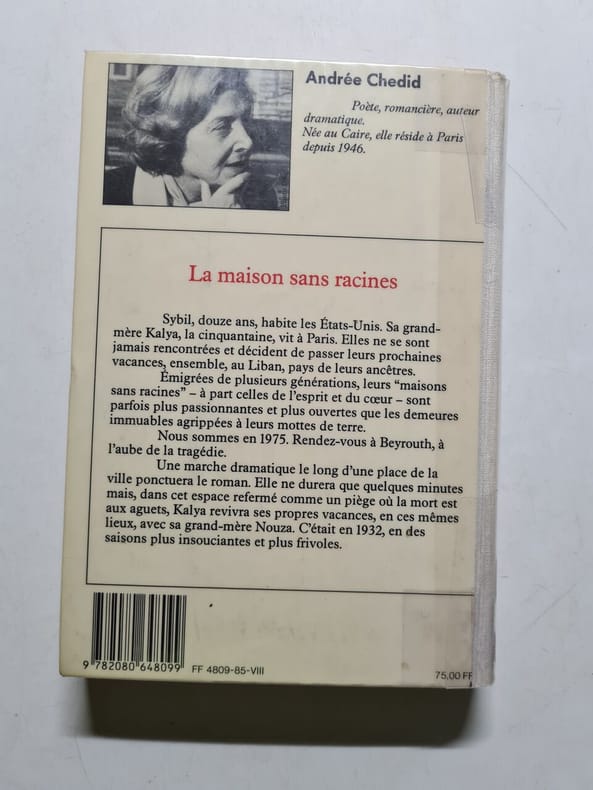 Andrée Chedid
Poète, romancière, auteur
dramatique.
Née au Caire, elle réside à Paris
depuis 1946.
La maison sans racines
Sybil, douze ans, habite les États-Unis. Sa grand-
mère Kalya, la cinquantaine, vit à Paris. Elles ne se sont
jamais rencontrées et décident de passer leurs prochaines
vacances, ensemble, au Liban, pays de leurs ancêtres.
Émigrées de plusieurs générations, leurs “maisons
sans racines” – à part celles de l’esprit et du cœur – sont
parfois plus passionnantes et plus ouvertes que les demeures
immuables agrippées à leurs mottes de terre.
Nous sommes en 1975. Rendez-vous à Beyrouth, à
l’aube de la tragédie.
Une marche dramatique le long d’une place de la
ville ponctuera le roman. Elle ne durera que quelques minutes
mais, dans cet espace refermé comme un piège où la mort est
aux aguets, Kalya revivra ses propres vacances, en ces mêmes
lieux, avec sa grand-mère Nouza. C’était en 1932, en des
saisons plus insouciantes et plus frivoles.
9 782080 648099
FF 4809-85-VIII
75,00 FF